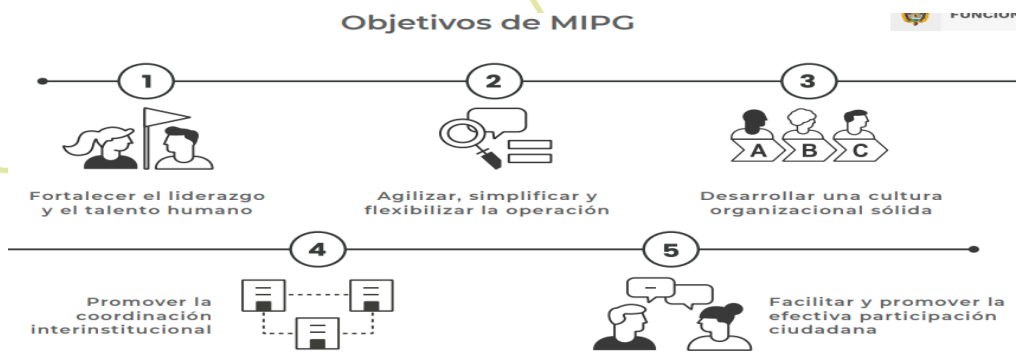 Objetivos de MIPG
1
2
3
A
B
C
Fortalecer el liderazgo
y el talento humano
Agilizar, simplificar y
flexibilizar la operación
Desarrollar una cultura
organizacional sólida
4
5
Promover la
coordinación
interinstitucional
Facilitar y promover la
efectiva participación
ciudadana